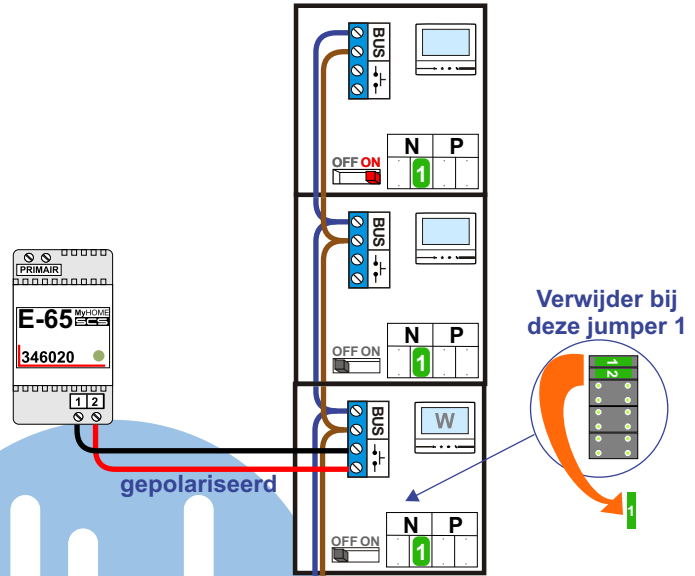 BUS
OFF ON
N P
1
BUS
OFF ON
N P
1
PRIMAIR
E-65 MyHOME SCS
346020
1 2
gepolariseerd
BUS
W
OFF ON
N P
1
Verwijder bij
deze jumper 1
1
2
1